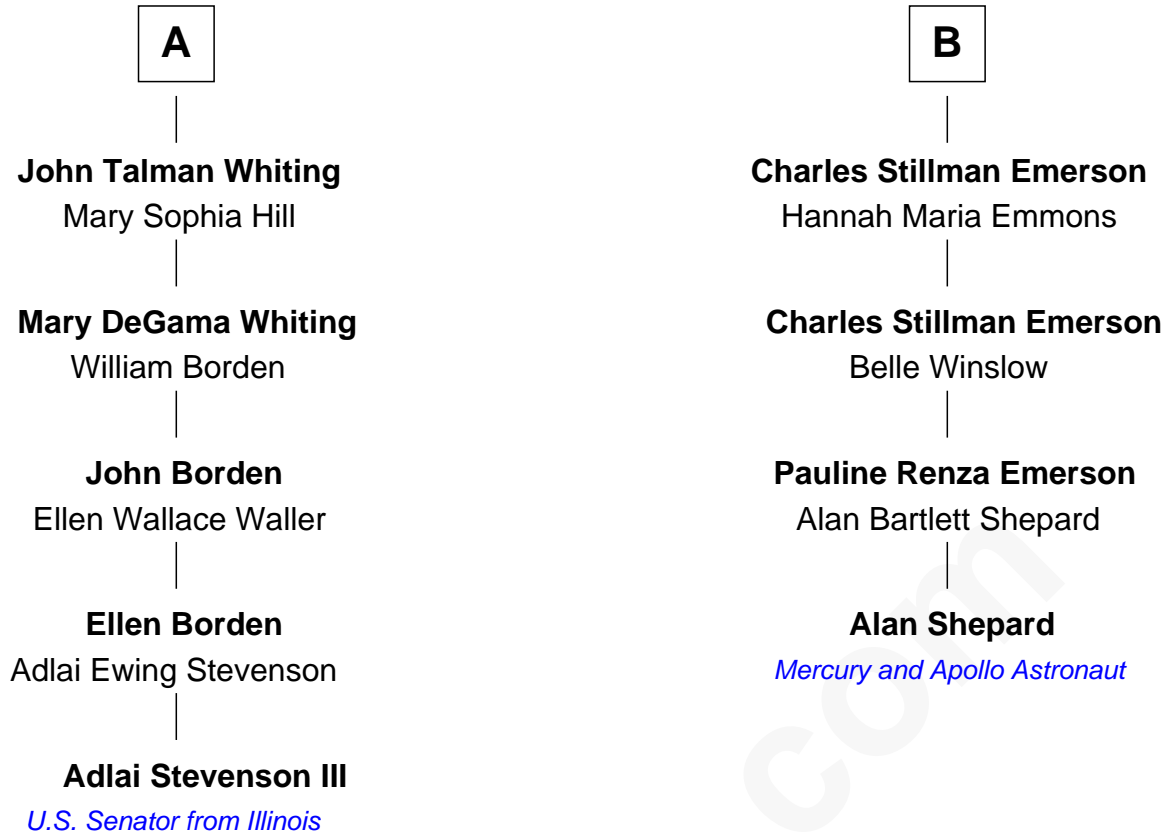 A
John Talman Whiting
Mary Sophia Hill
Mary DeGama Whiting
William Borden
John Borden
Ellen Wallace Waller
Ellen Borden
Adlai Ewing Stevenson
Adlai Stevenson III
U.S. Senator from Illinois
B
Charles Stillman Emerson
Hannah Maria Emmons
Charles Stillman Emerson
Belle Winslow
Pauline Renza Emerson
Alan Bartlett Shepard
Alan Shepard
Mercury and Apollo Astronaut
com